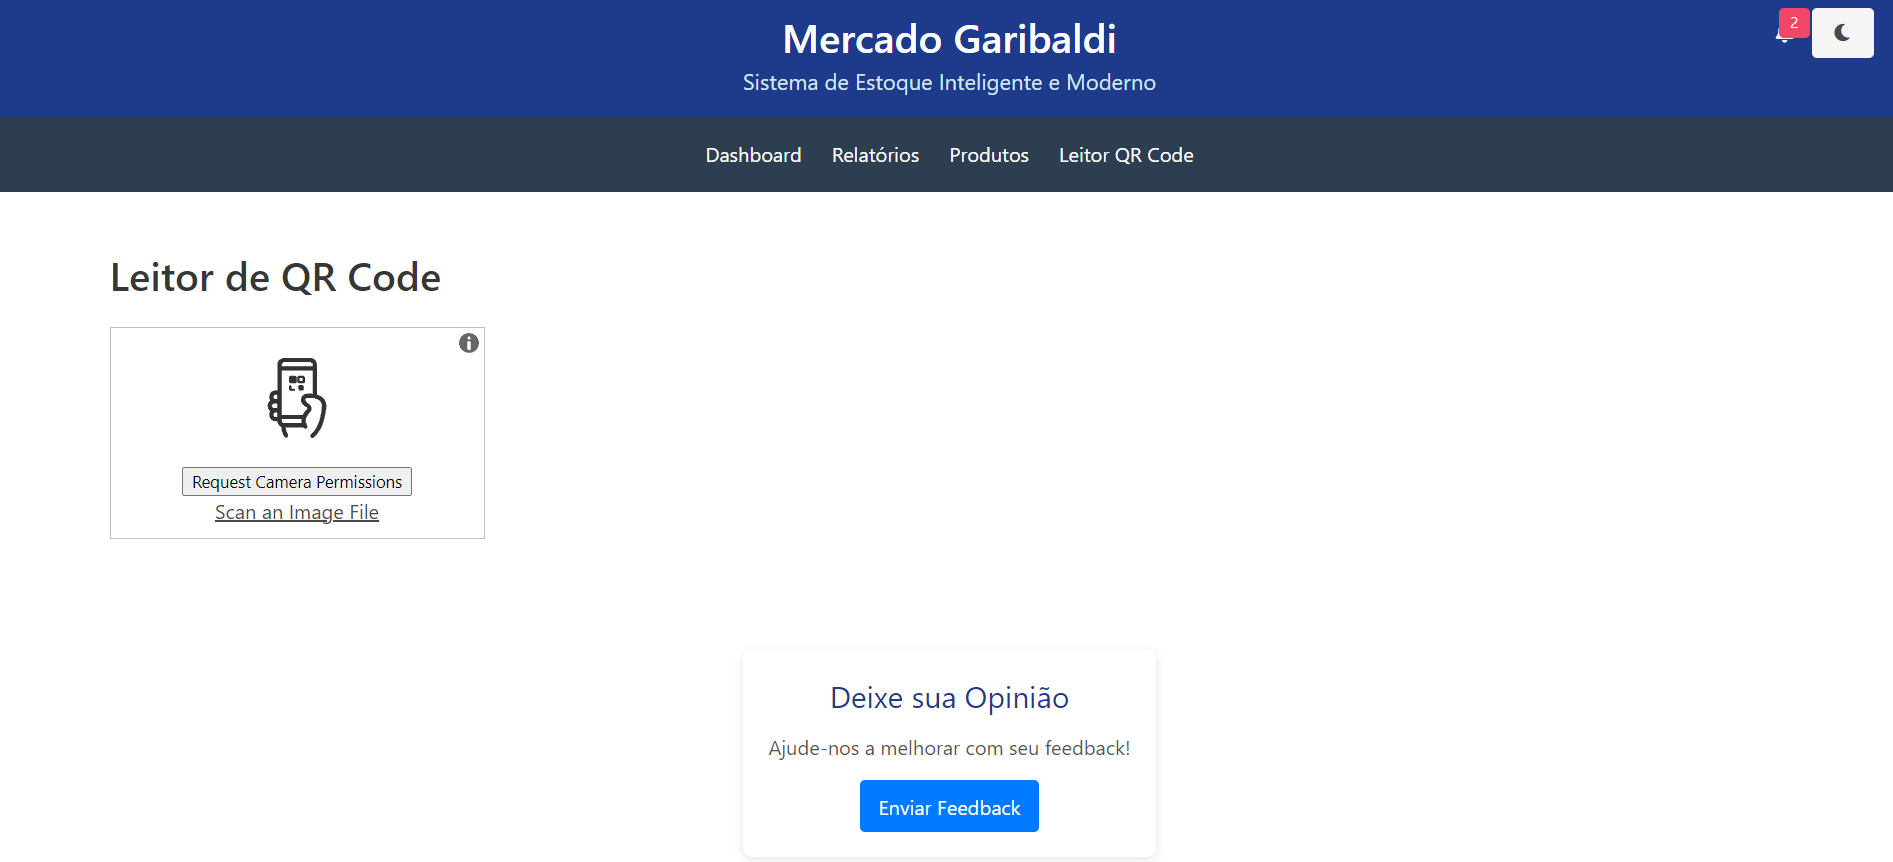 Mercado Garibaldi
2
Sistema de Estoque Inteligente e Moderno
Dashboard Relatórios Produtos Leitor QR Code
Leitor de QR Code
Request Camera Permissions
Scan an Image File
Deixe sua Opinião
Ajude-nos a melhorar com seu feedback!
Enviar Feedback